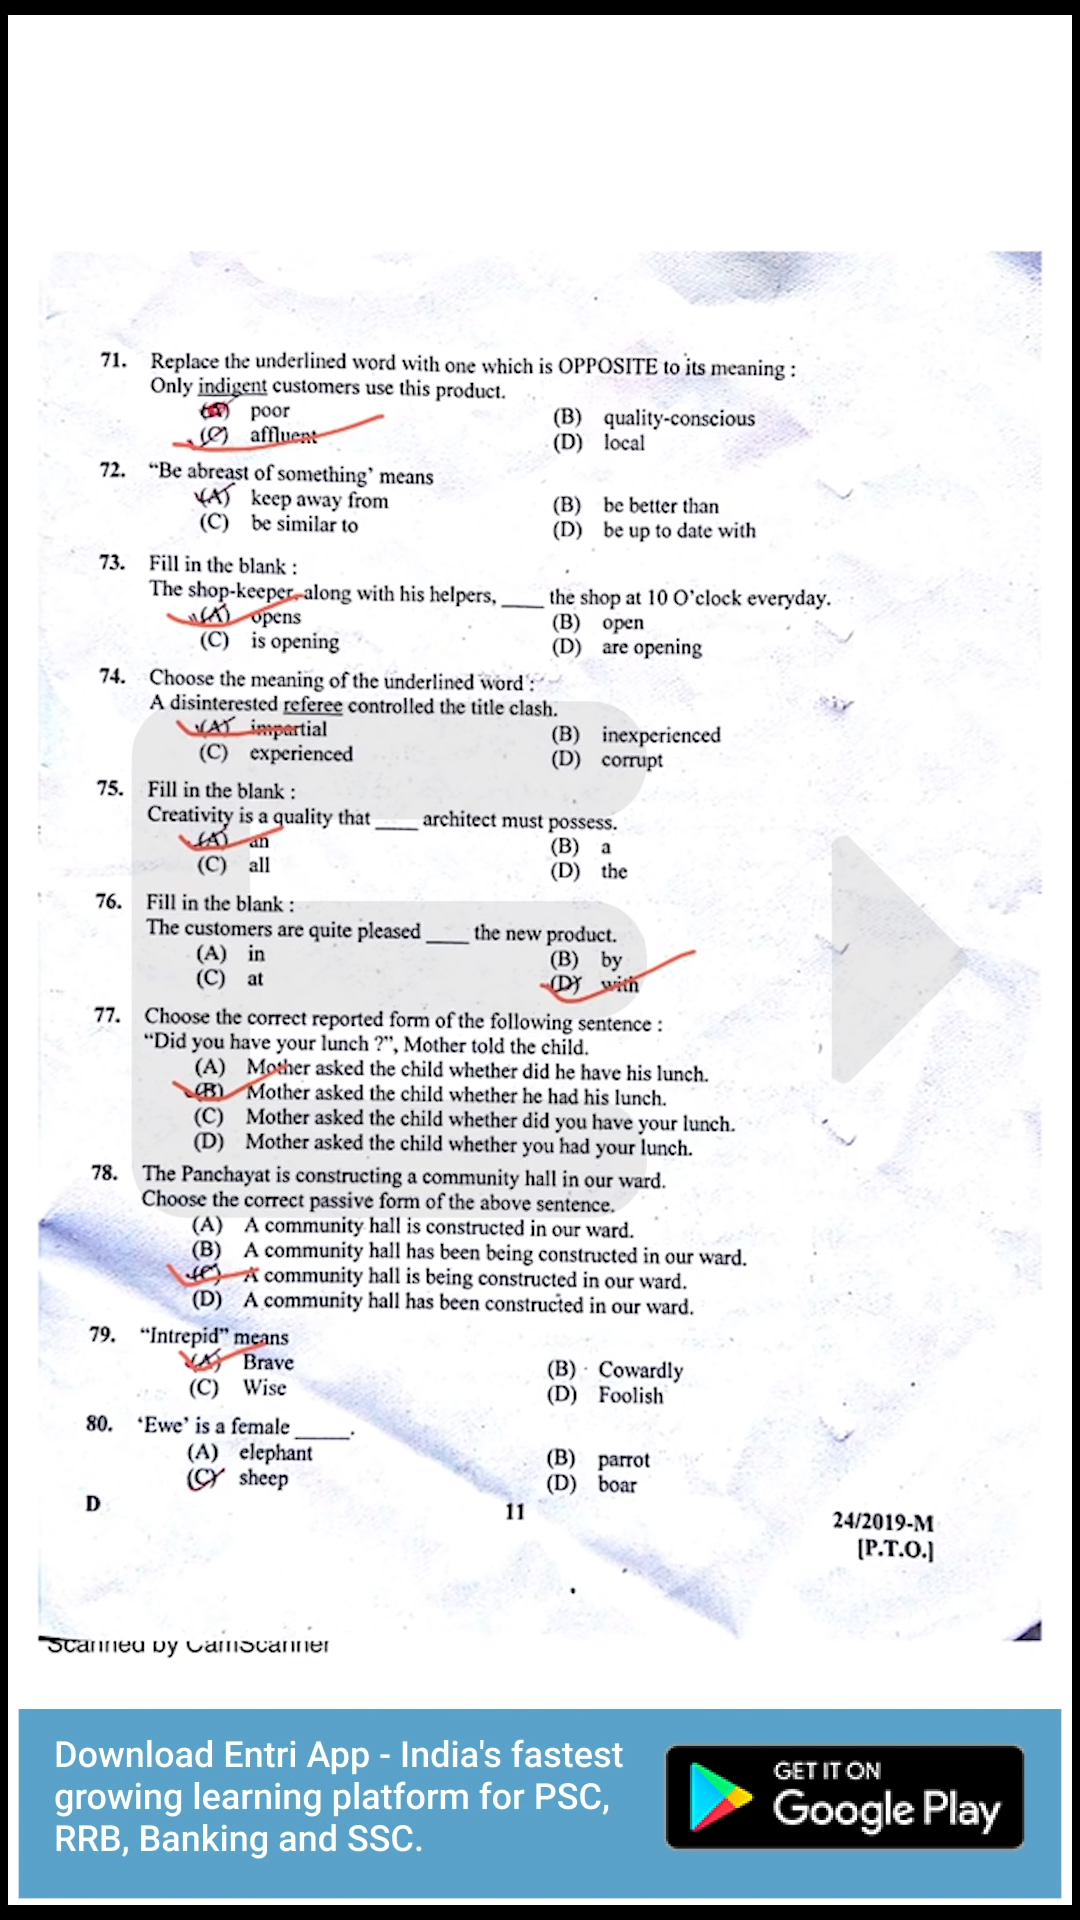 71. Replace the underlined word with one which is OPPOSITE to its meaning :
Only indigent customers use this product.
(A) poor (B) quality-conscious
(C) affluent (D) local
72. “Be abreast of something’ means
(A) keep away from (B) be better than
(C) be similar to (D) be up to date with
73. Fill in the blank :
The shop-keeper, along with his helpers, ____ the shop at 10 O’clock everyday.
(A) opens (B) open
(C) is opening (D) are opening
74. Choose the meaning of the underlined word :
A disinterested referee controlled the title clash.
(A) impartial (B) inexperienced
(C) experienced (D) corrupt
75. Fill in the blank :
Creativity is a quality that ____ architect must possess.
(A) an (B) a
(C) all (D) the
76. Fill in the blank :
The customers are quite pleased ____ the new product.
(A) in (B) by
(C) at (D) with
77. Choose the correct reported form of the following sentence :
“Did you have your lunch ?”, Mother told the child.
(A) Mother asked the child whether did he have his lunch.
(B) Mother asked the child whether he had his lunch.
(C) Mother asked the child whether did you have your lunch.
(D) Mother asked the child whether you had your lunch.
78. The Panchayat is constructing a community hall in our ward.
Choose the correct passive form of the above sentence.
(A) A community hall is constructed in our ward.
(B) A community hall has been being constructed in our ward.
(C) A community hall is being constructed in our ward.
(D) A community hall has been constructed in our ward.
79. “Intrepid” means
(A) Brave (B) Cowardly
(C) Wise (D) Foolish
80. ‘Ewe’ is a female _____.
(A) elephant (B) parrot
(C) sheep (D) boar
D 11 24/2019-M
[P.T.O.]
Scanned by CamScanner
Download Entri App - India's fastest
growing learning platform for PSC,
RRB, Banking and SSC.
GET IT ON
Google Play